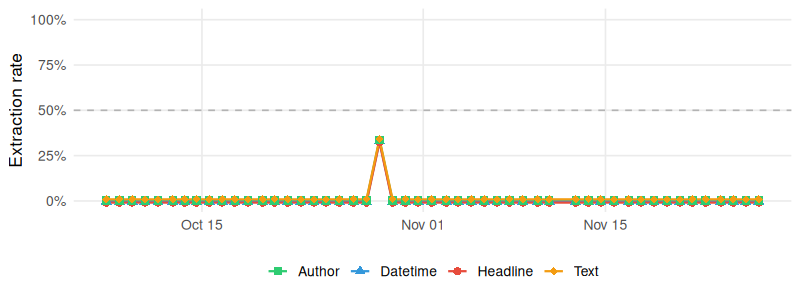 100%
75%
50%
25%
0%
Extraction rate
Oct 15 Nov 01 Nov 15
Author Datetime Headline Text